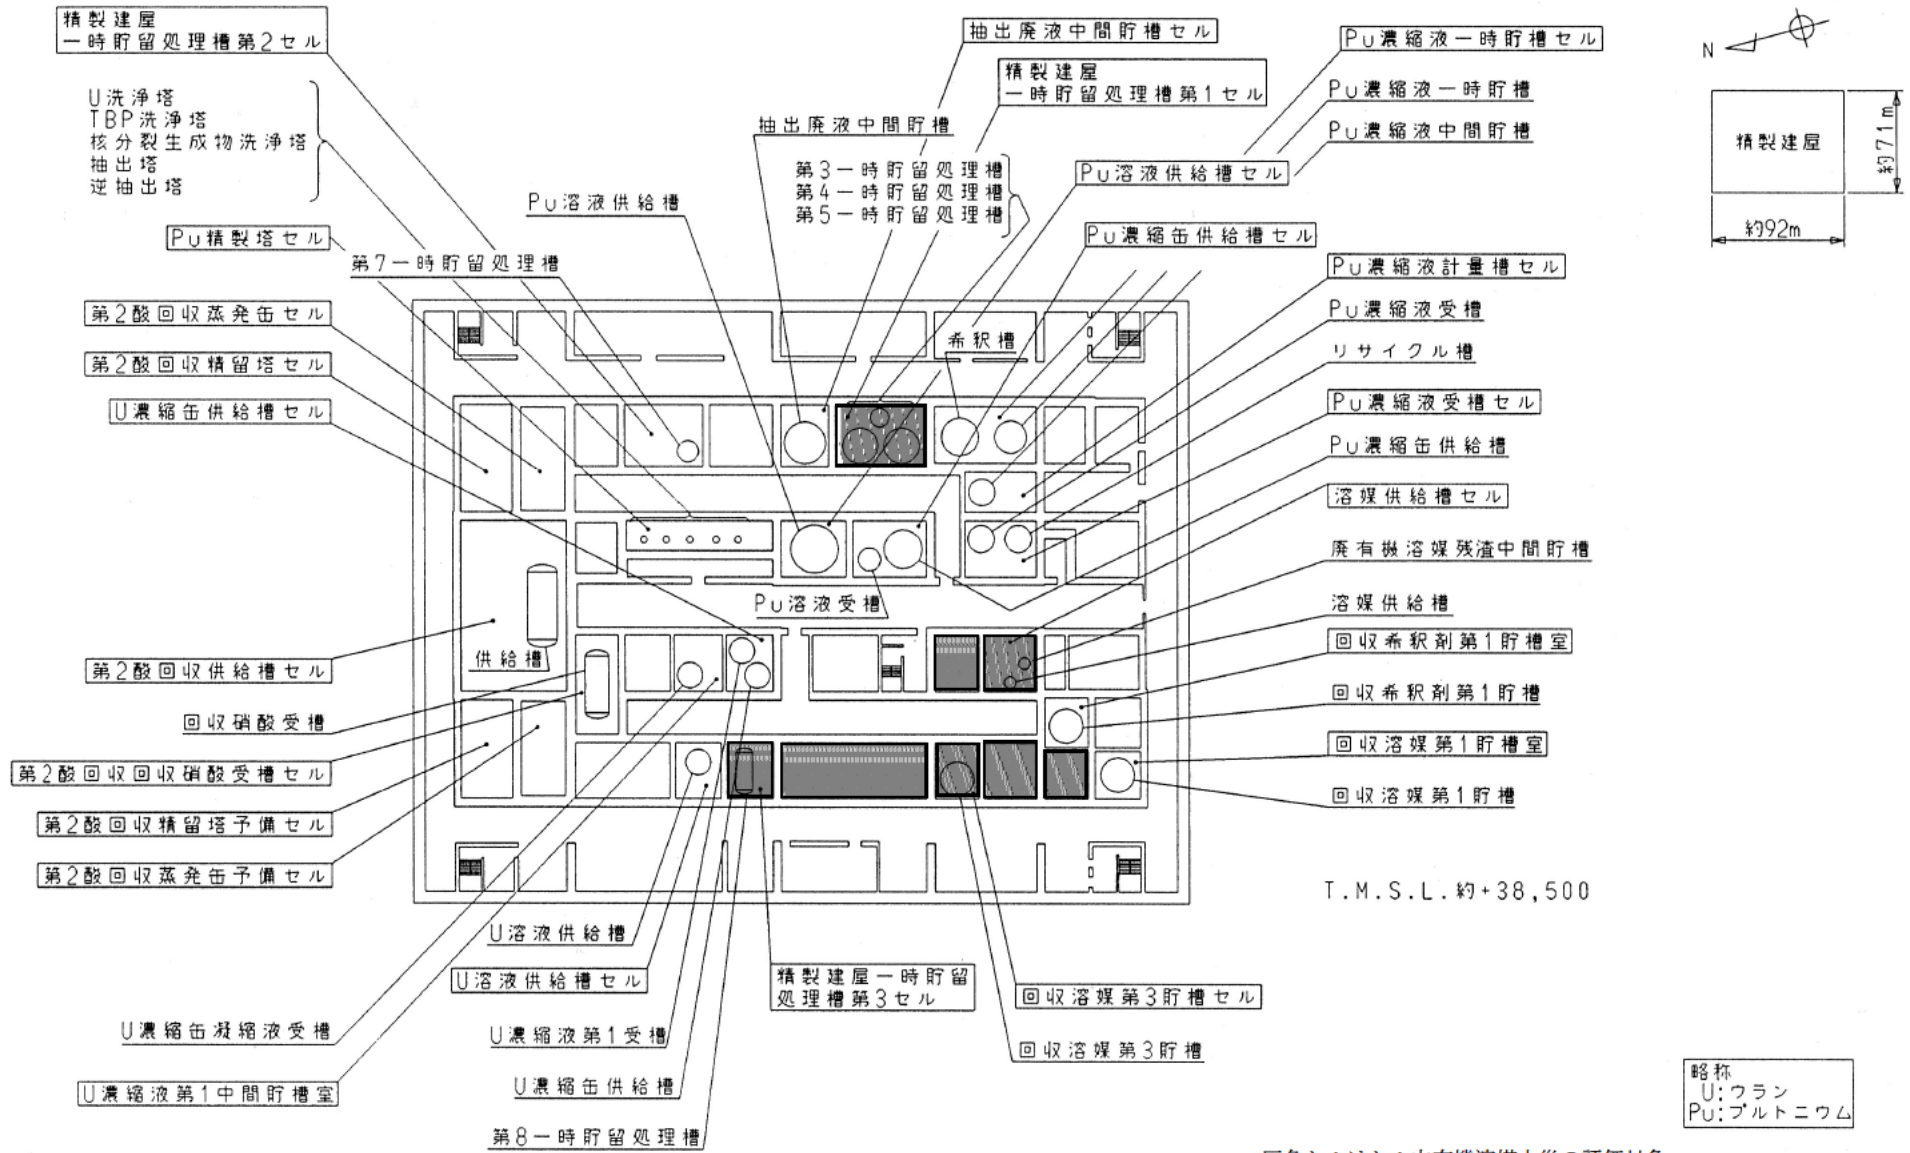 精製建屋
一時貯留処理槽第2セル
U洗浄塔
TBP洗浄塔
核分裂生成物洗浄塔
抽出塔
逆抽出塔
Pu精製塔セル
第7一時貯留処理槽
Pu溶液供給槽
抽出廃液中間貯槽
抽出廃液中間貯槽セル
精製建屋
一時貯留処理槽第1セル
第3一時貯留処理槽
第4一時貯留処理槽
第5一時貯留処理槽
Pu濃縮液一時貯槽セル
Pu濃縮液一時貯槽
Pu濃縮液中間貯槽
Pu溶液供給槽セル
Pu濃縮缶供給槽セル
N
精製建屋
約71m
約92m
第2酸回収蒸発缶セル
第2酸回収精留塔セル
U濃縮缶供給槽セル
希釈槽
Pu濃縮液計量槽セル
Pu濃縮液受槽
リサイクル槽
Pu濃縮液受槽セル
Pu濃縮缶供給槽
溶媒供給槽セル
廃有機溶媒残渣中間貯槽
溶媒供給槽
回収希釈剤第1貯槽室
回収希釈剤第1貯槽
回収溶媒第1貯槽室
回収溶媒第1貯槽
Pu溶液受槽
供給槽
第2酸回収供給槽セル
回収硝酸受槽
第2酸回収回収硝酸受槽セル
第2酸回収精留塔予備セル
第2酸回収蒸発缶予備セル
T.M.S.L.約+38,500
U溶液供給槽
U溶液供給槽セル
精製建屋一時貯留
処理槽第3セル
回収溶媒第3貯槽セル
回収溶媒第3貯槽
U濃縮缶凝縮液受槽
U濃縮液第1受槽
U濃縮缶供給槽
U濃縮液第1中間貯槽室
第8一時貯留処理槽
略称
U:ウラン
Pu:プルトニウム